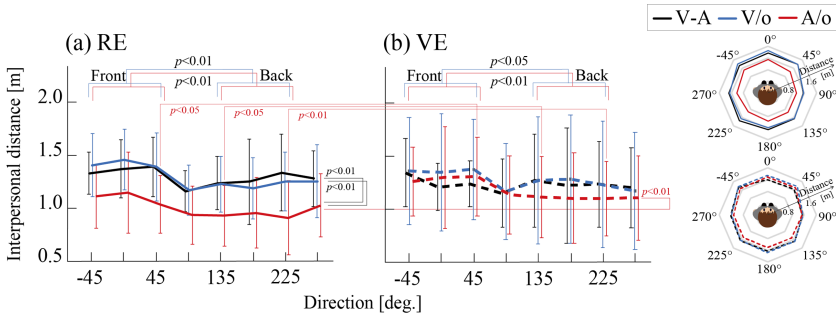 V-A V/o A/o
(a) RE
(b) VE
p<0.01
p<0.05
Front p<0.01 Back
Front p<0.01 Back
p<0.05
p<0.05
p<0.01
Interpersonal distance [m]
2.0
1.5
1.0
0.5
p<0.01
p<0.01
p<0.01
-45 45 135 225
-45 45 135 225
Direction [deg.]
0°
-45° 45°
Distance
1.6 [m]
0.8
270° 90°
225° 135°
180°
0°
-45° 45°
Distance
1.6 [m]
0.8
270° 90°
225° 135°
180°